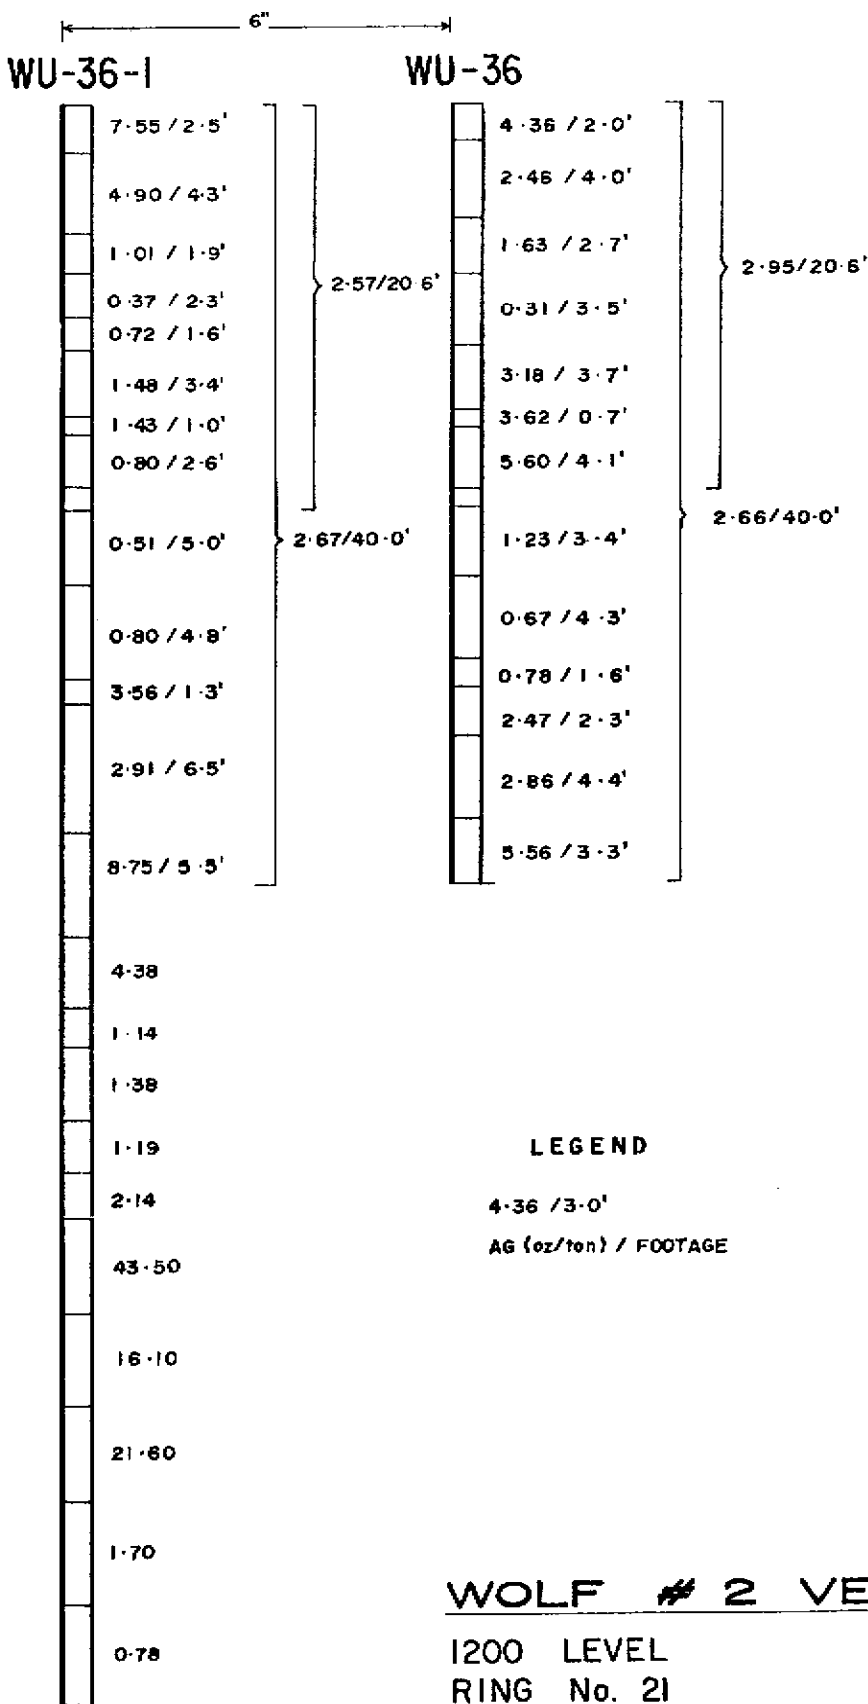 6"
WU-36-1
7·55 / 2·5'
4·90 / 4·3'
1·01 / 1·9'
0·37 / 2·3'
0·72 / 1·6'
1·48 / 3·4'
1·43 / 1·0'
0·80 / 2·6'
0·51 / 5·0'
0·80 / 4·8'
3·56 / 1·3'
2·91 / 6·5'
8·75 / 5·5'
4·38
1·14
1·38
1·19
2·14
43·50
16·10
21·60
1·70
0·78
2·57/20·6'
2·67/40·0'
WU-36
4·36 / 2·0'
2·46 / 4·0'
1·63 / 2·7'
0·31 / 3·5'
3·18 / 3·7'
3·62 / 0·7'
5·60 / 4·1'
1·23 / 3·4'
0·67 / 4·3'
0·78 / 1·6'
2·47 / 2·3'
2·86 / 4·4'
5·56 / 3·3'
2·95/20·6'
2·66/40·0'
LEGEND
4·36 /3·0'
AG (oz/ton) / FOOTAGE
WOLF # 2 VE
1200 LEVEL
RING No. 21